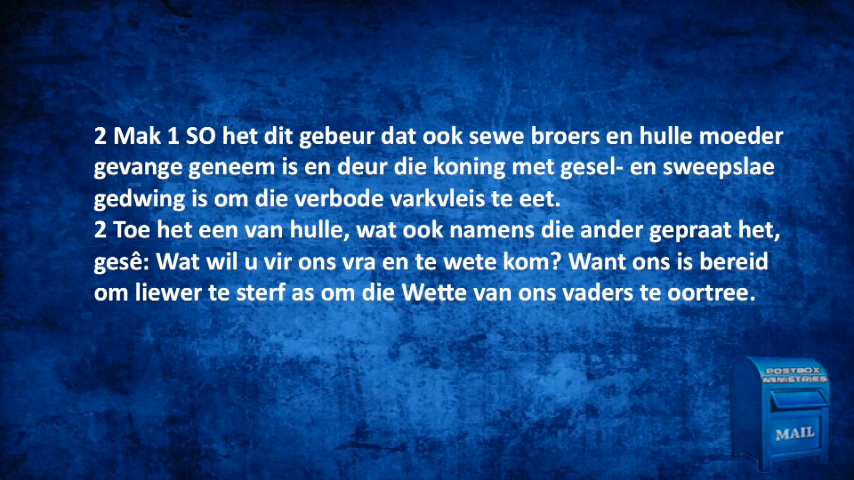 2 Mak 1 SO het dit gebeur dat ook sewe broers en hulle moeder
gevange geneem is en deur die koning met gesel- en sweepslae
gedwing is om die verbode varkvleis te eet.
2 Toe het een van hulle, wat ook namens die ander gepraat het,
gesê: Wat wil u vir ons vra en te wete kom? Want ons is bereid
om liewer te sterf as om die Wette van ons vaders te oortree.
POSTBOX
MINISTRIES
MAIL